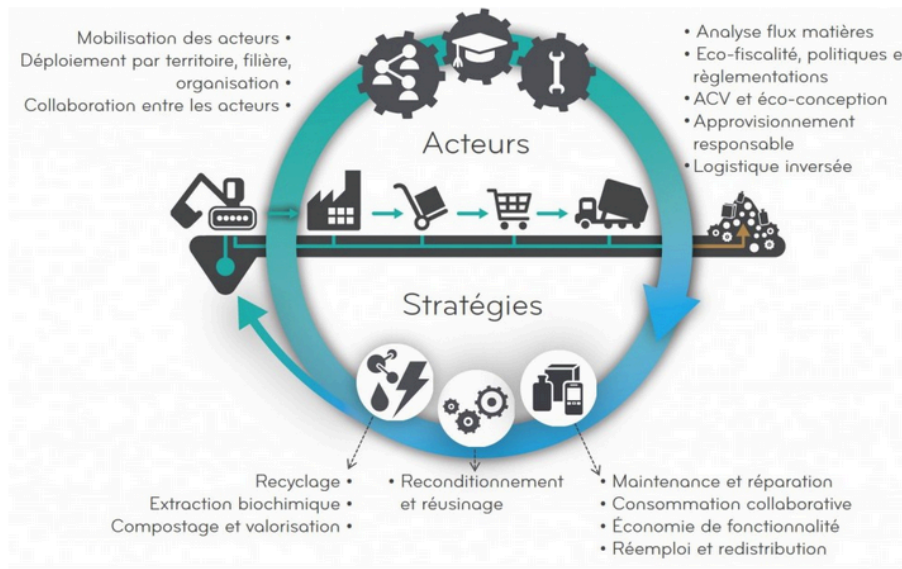 Mobilisation des acteurs •
Déploiement par territoire, filière,
organisation •
Collaboration entre les acteurs •
• Analyse flux matières
• Eco-fiscalité, politiques e
règlementations
• ACV et éco-conception
• Approvisionnement
responsable
• Logistique inversée
Acteurs
Stratégies
Recyclage •
Extraction biochimique •
Compostage et valorisation •
• Reconditionnement
et réusinage
• Maintenance et réparation
• Consommation collaborative
• Économie de fonctionnalité
• Réemploi et redistribution